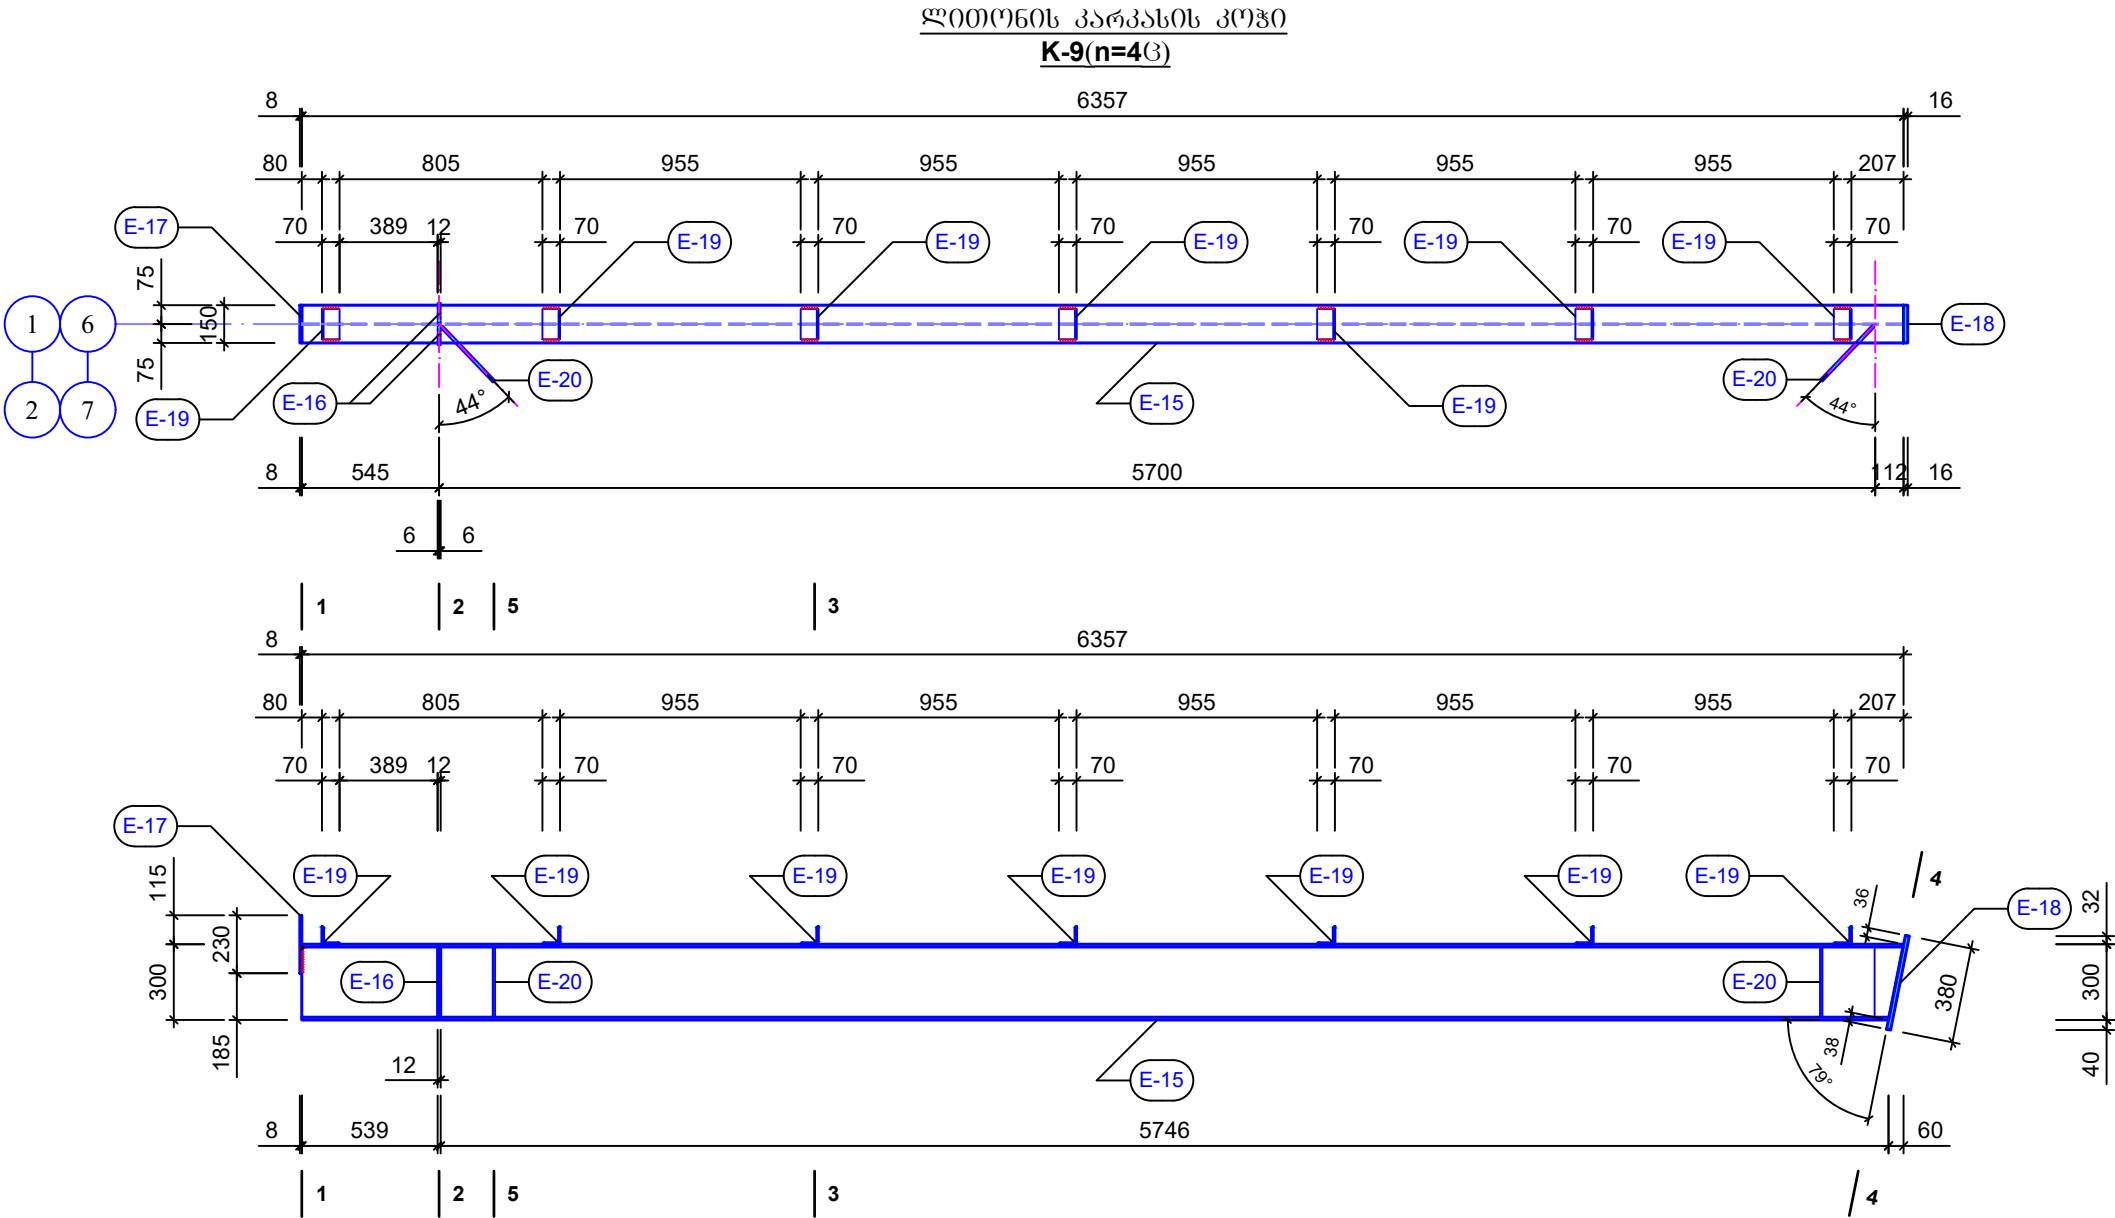 ლითონის კარკასის კოჭი
K-9(n=4ც)
8 6357 16
80 805 955 955 955 955 955 207
70 389 12 70 70 70 70 70 70
E-17 E-19 E-19 E-19 E-19 E-19
75 150 75
1 6
E-18
2 7
E-19 E-16 44° E-20 E-15 E-19 E-20 44°
8 545 5700 112 16
6 6
1 2 5 3
8 6357
80 805 955 955 955 955 955 207
70 389 12 70 70 70 70 70 70
E-17
E-19 E-19 E-19 E-19 E-19 E-19 E-19 4
115 230 36 E-18 32
300 E-16 E-20 E-20 380 300
185 38
12 E-15 79° 40
8 539 5746 60
1 2 5 3 4